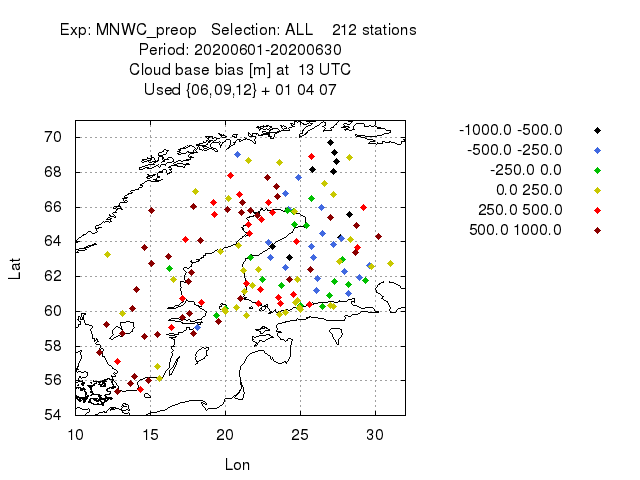 Exp: MNWC_preop   Selection: ALL    212 stations
Period: 20200601-20200630
Cloud base bias [m] at  13 UTC
Used {06,09,12} + 01 04 07
-1000.0 -500.0
-500.0 -250.0
-250.0 0.0
0.0 250.0
250.0 500.0
500.0 1000.0
70
68
66
64
62
60
58
56
54
Lat
10 15 20 25 30
Lon